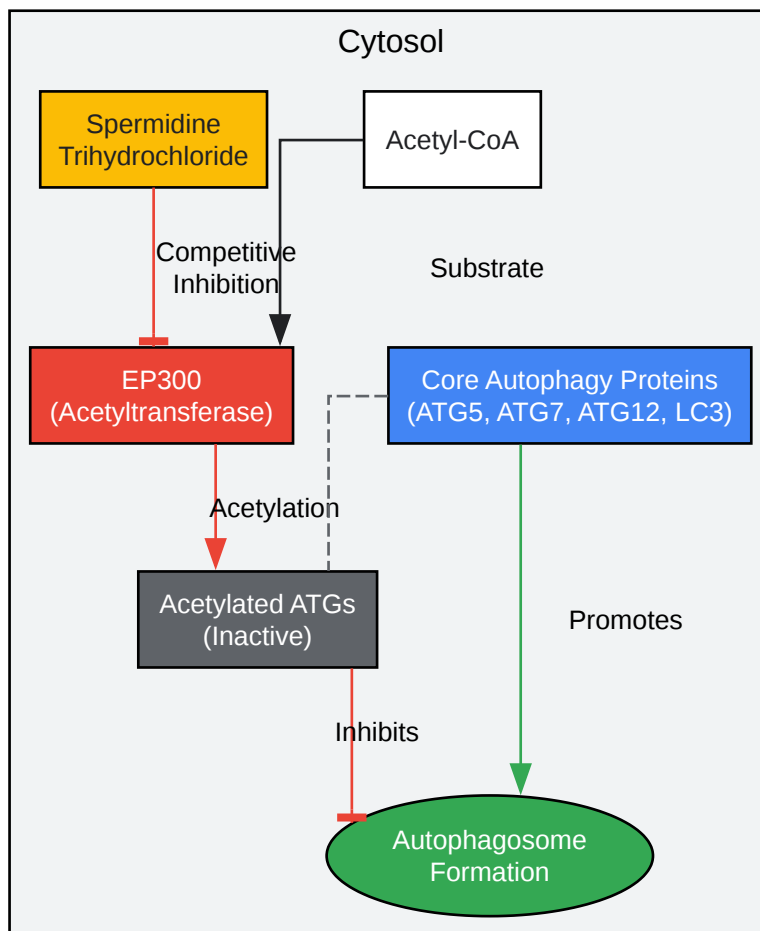 Cytosol
Spermidine
Trihydrochloride
Acetyl-CoA
Competitive
Inhibition
Substrate
EP300
(Acetyltransferase)
Core Autophagy Proteins
(ATG5, ATG7, ATG12, LC3)
Acetylation
Acetylated ATGs
(Inactive)
Promotes
Inhibits
Autophagosome
Formation